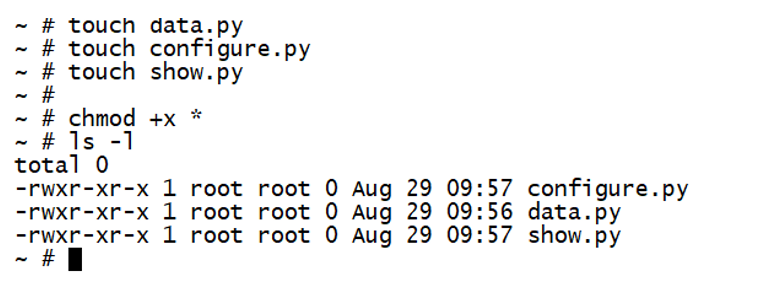 ~ # touch data.py
~ # touch configure.py
~ # touch show.py
~ #
~ # chmod +x *
~ # ls -l
total 0
-rwxr-xr-x 1 root root 0 Aug 29 09:57 configure.py
-rwxr-xr-x 1 root root 0 Aug 29 09:56 data.py
-rwxr-xr-x 1 root root 0 Aug 29 09:57 show.py
~ #